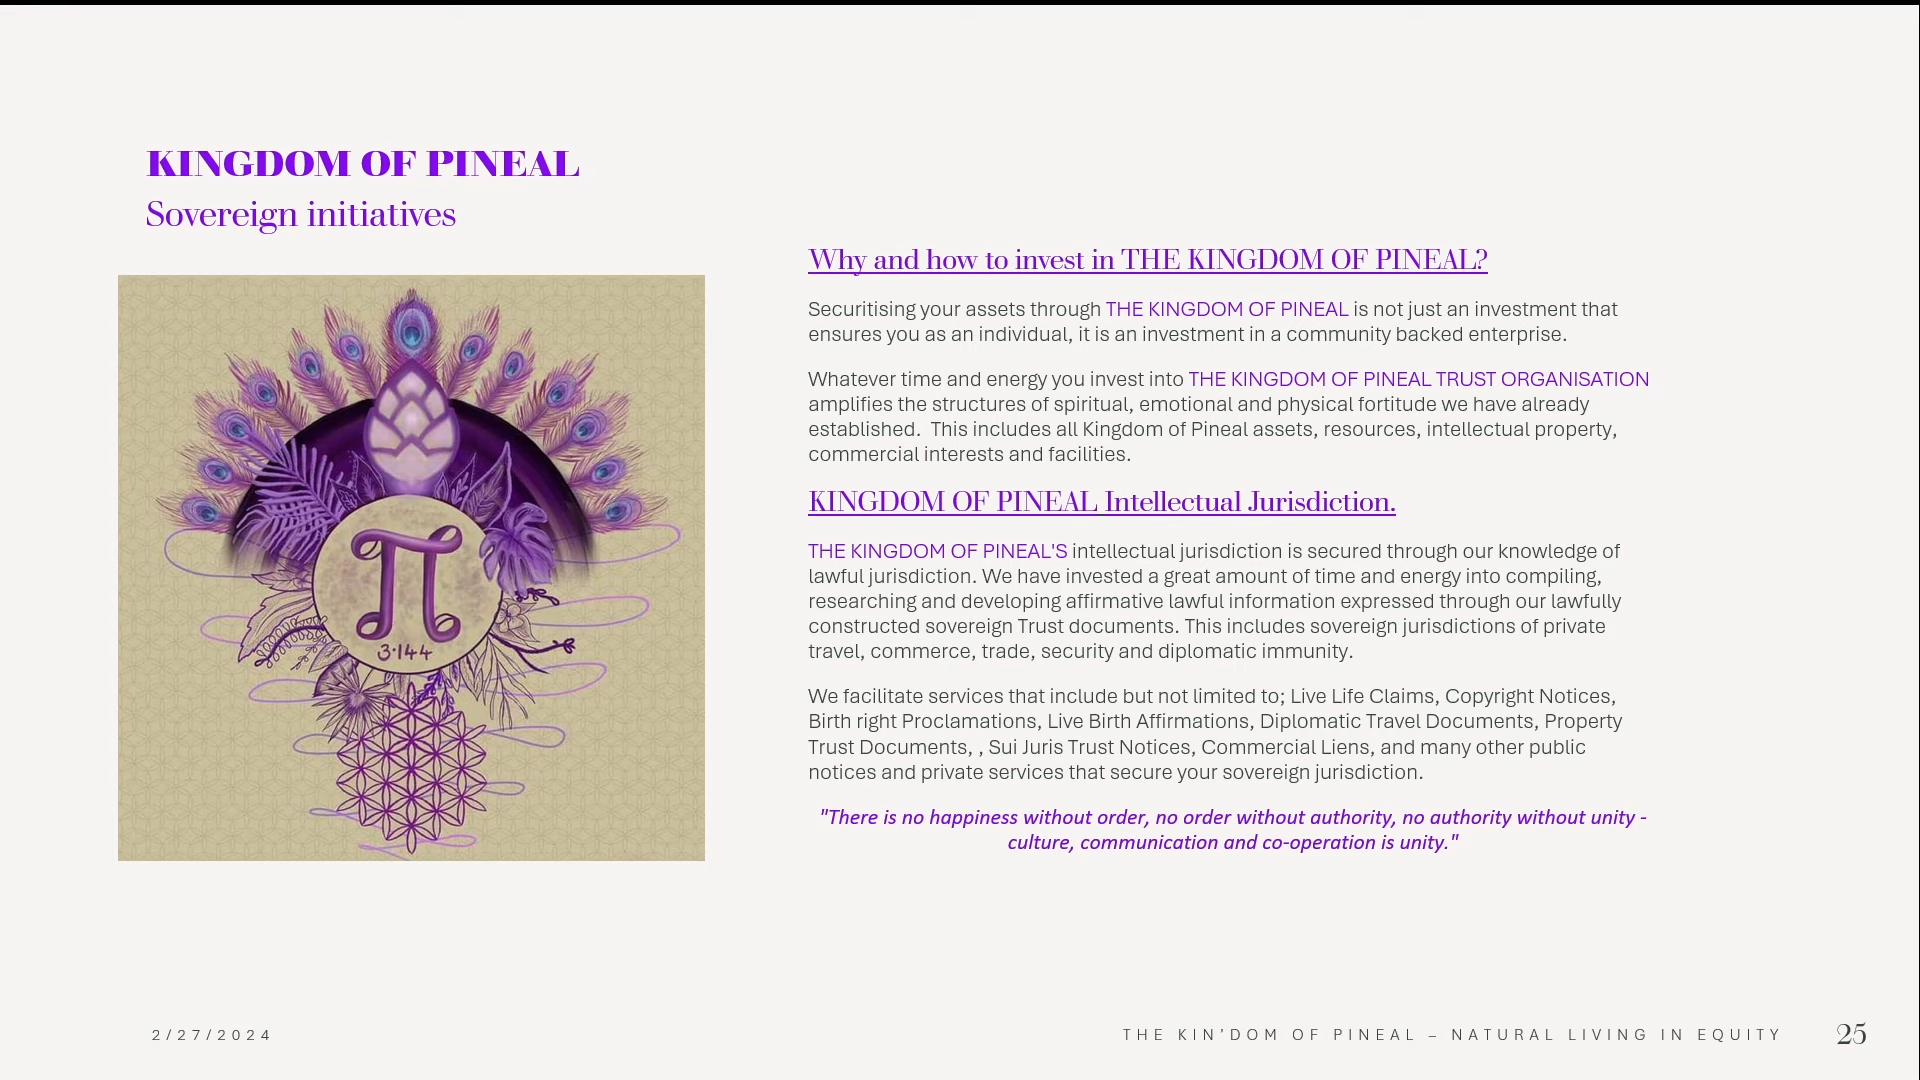 KINGDOM OF PINEAL
Sovereign initiatives
π
3·144
Why and how to invest in THE KINGDOM OF PINEAL?
Securitising your assets through THE KINGDOM OF PINEAL is not just an investment that
ensures you as an individual, it is an investment in a community backed enterprise.
Whatever time and energy you invest into THE KINGDOM OF PINEAL TRUST ORGANISATION
amplifies the structures of spiritual, emotional and physical fortitude we have already
established.  This includes all Kingdom of Pineal assets, resources, intellectual property,
commercial interests and facilities.
KINGDOM OF PINEAL Intellectual Jurisdiction.
THE KINGDOM OF PINEAL'S intellectual jurisdiction is secured through our knowledge of
lawful jurisdiction. We have invested a great amount of time and energy into compiling,
researching and developing affirmative lawful information expressed through our lawfully
constructed sovereign Trust documents. This includes sovereign jurisdictions of private
travel, commerce, trade, security and diplomatic immunity.
We facilitate services that include but not limited to; Live Life Claims, Copyright Notices,
Birth right Proclamations, Live Birth Affirmations, Diplomatic Travel Documents, Property
Trust Documents, , Sui Juris Trust Notices, Commercial Liens, and many other public
notices and private services that secure your sovereign jurisdiction.
"There is no happiness without order, no order without authority, no authority without unity -
culture, communication and co-operation is unity."
2/27/2024
THE KIN’DOM OF PINEAL – NATURAL LIVING IN EQUITY
25